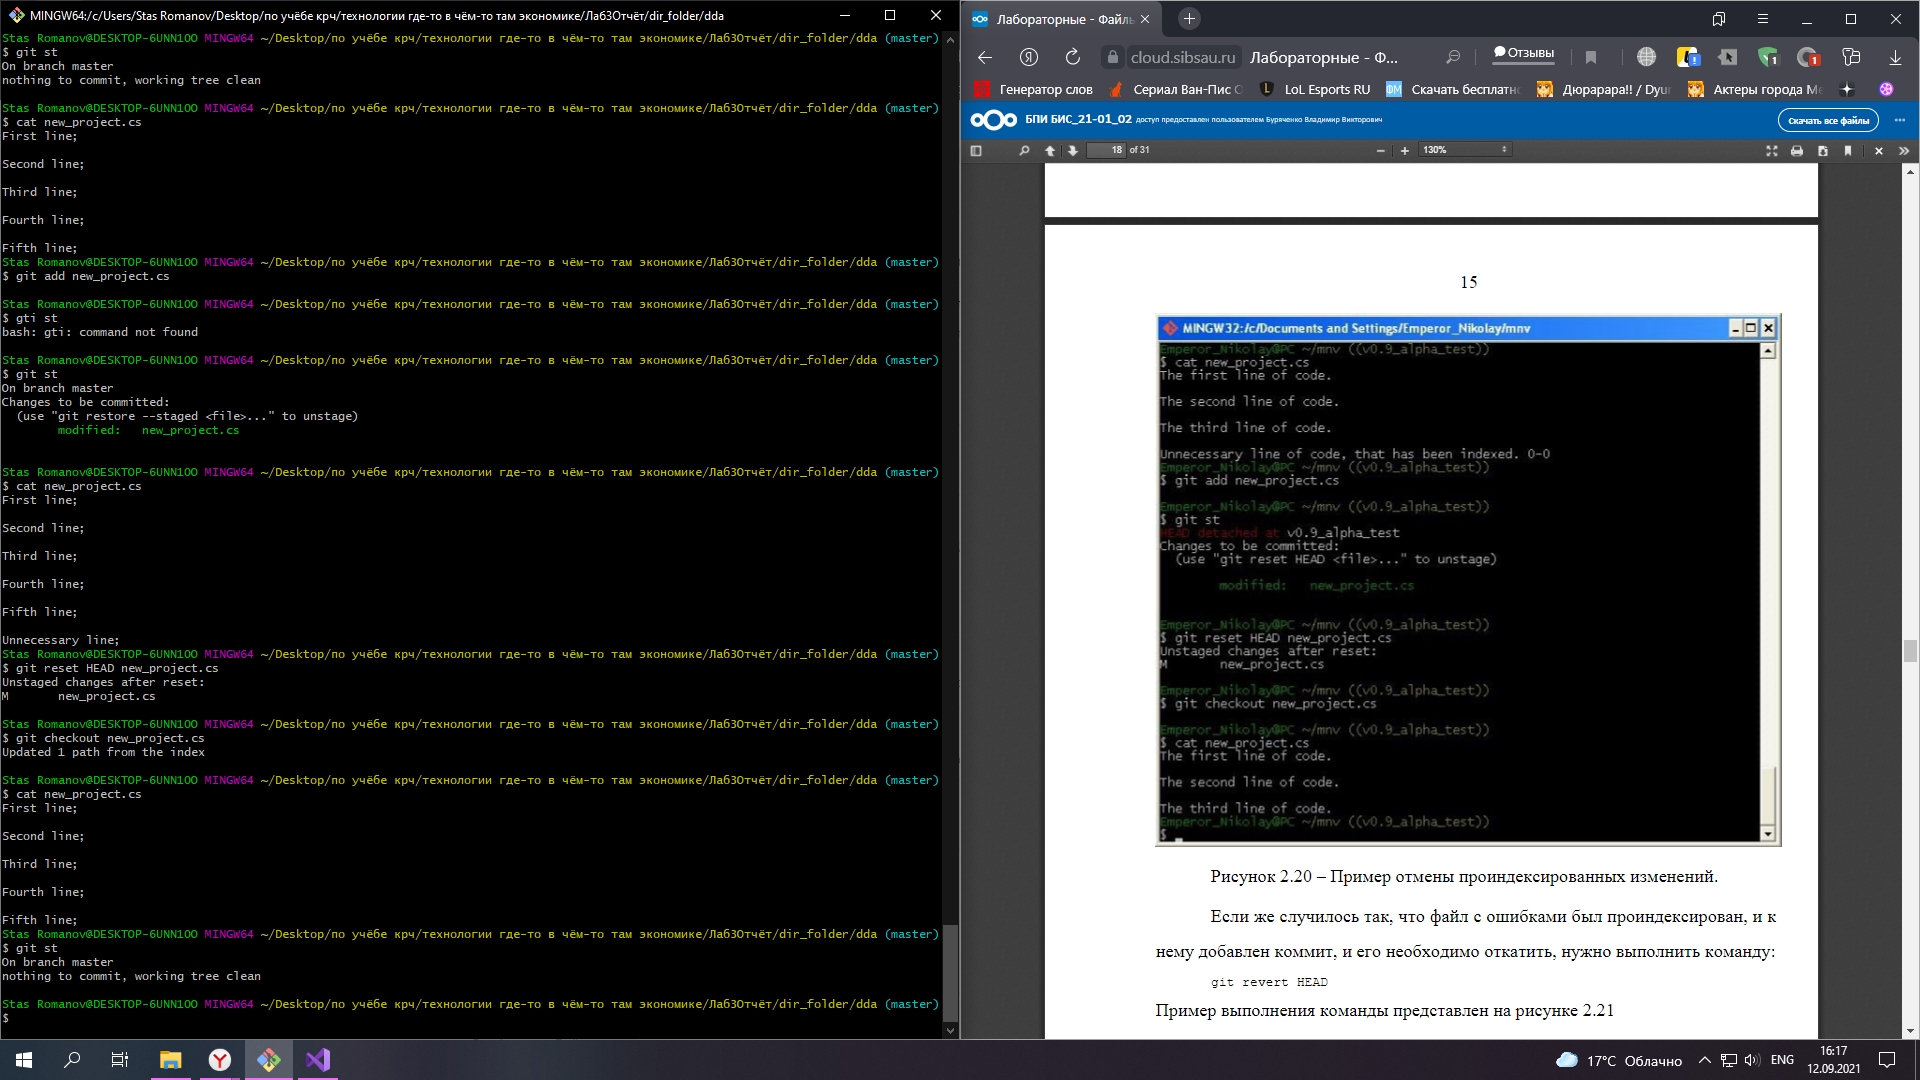 MINGW64:/c/Users/Stas Romanov/Desktop/по учёбе крч/технологии где-то в чём-то там экономике/Лаб3Отчёт/dir_folder/dda
Stas Romanov@DESKTOP-6UNN1OO MINGW64 ~/Desktop/по учёбе крч/технологии где-то в чём-то там экономике/Лаб3Отчёт/dir_folder/dda (master)
$ git st
On branch master
nothing to commit, working tree clean
Stas Romanov@DESKTOP-6UNN1OO MINGW64 ~/Desktop/по учёбе крч/технологии где-то в чём-то там экономике/Лаб3Отчёт/dir_folder/dda (master)
$ cat new_project.cs
First line;
Second line;
Third line;
Fourth line;
Fifth line;
Stas Romanov@DESKTOP-6UNN1OO MINGW64 ~/Desktop/по учёбе крч/технологии где-то в чём-то там экономике/Лаб3Отчёт/dir_folder/dda (master)
$ git add new_project.cs
Stas Romanov@DESKTOP-6UNN1OO MINGW64 ~/Desktop/по учёбе крч/технологии где-то в чём-то там экономике/Лаб3Отчёт/dir_folder/dda (master)
$ gti st
bash: gti: command not found
Stas Romanov@DESKTOP-6UNN1OO MINGW64 ~/Desktop/по учёбе крч/технологии где-то в чём-то там экономике/Лаб3Отчёт/dir_folder/dda (master)
$ git st
On branch master
Changes to be committed:
(use "git restore --staged <file>..." to unstage)
modified: new_project.cs
Stas Romanov@DESKTOP-6UNN1OO MINGW64 ~/Desktop/по учёбе крч/технологии где-то в чём-то там экономике/Лаб3Отчёт/dir_folder/dda (master)
$ cat new_project.cs
First line;
Second line;
Third line;
Fourth line;
Fifth line;
Unnecessary line;
Stas Romanov@DESKTOP-6UNN1OO MINGW64 ~/Desktop/по учёбе крч/технологии где-то в чём-то там экономике/Лаб3Отчёт/dir_folder/dda (master)
$ git reset HEAD new_project.cs
Unstaged changes after reset:
M new_project.cs
Stas Romanov@DESKTOP-6UNN1OO MINGW64 ~/Desktop/по учёбе крч/технологии где-то в чём-то там экономике/Лаб3Отчёт/dir_folder/dda (master)
$ git checkout new_project.cs
Updated 1 path from the index
Stas Romanov@DESKTOP-6UNN1OO MINGW64 ~/Desktop/по учёбе крч/технологии где-то в чём-то там экономике/Лаб3Отчёт/dir_folder/dda (master)
$ cat new_project.cs
First line;
Second line;
Third line;
Fourth line;
Fifth line;
Stas Romanov@DESKTOP-6UNN1OO MINGW64 ~/Desktop/по учёбе крч/технологии где-то в чём-то там экономике/Лаб3Отчёт/dir_folder/dda (master)
$ git st
On branch master
nothing to commit, working tree clean
Stas Romanov@DESKTOP-6UNN1OO MINGW64 ~/Desktop/по учёбе крч/технологии где-то в чём-то там экономике/Лаб3Отчёт/dir_folder/dda (master)
$
Лабораторные - Файль
cloud.sibsau.ru Лабораторные - Ф... Отзывы
Генератор слов Сериал Ван-Пис С LoL Esports RU Скачать бесплатн Дюрарара!! / Dyur Актеры города Ме
БПИ БИС_21-01_02 доступ предоставлен пользователем Буряченко Владимир Викторович Скачать все файлы
18 of 31 130%
15
MINGW32:/c/Documents and Settings/Emperor_Nikolay/mnv
Emperor_Nikolay@PC ~/mnv ((v0.9_alpha_test))
$ cat new_project.cs
The first line of code.
The second line of code.
The third line of code.
Unnecessary line of code, that has been indexed. 0-0
Emperor_Nikolay@PC ~/mnv ((v0.9_alpha_test))
$ git add new_project.cs
Emperor_Nikolay@PC ~/mnv ((v0.9_alpha_test))
$ git st
HEAD detached at v0.9_alpha_test
Changes to be committed:
(use "git reset HEAD <file>..." to unstage)
modified: new_project.cs
Emperor_Nikolay@PC ~/mnv ((v0.9_alpha_test))
$ git reset HEAD new_project.cs
Unstaged changes after reset:
M new_project.cs
Emperor_Nikolay@PC ~/mnv ((v0.9_alpha_test))
$ git checkout new_project.cs
Emperor_Nikolay@PC ~/mnv ((v0.9_alpha_test))
$ cat new_project.cs
The first line of code.
The second line of code.
The third line of code.
Emperor_Nikolay@PC ~/mnv ((v0.9_alpha_test))
$ _
Рисунок 2.20 – Пример отмены проиндексированных изменений.
Если же случилось так, что файл с ошибками был проиндексирован, и к
нему добавлен коммит, и его необходимо откатить, нужно выполнить команду:
git revert HEAD
Пример выполнения команды представлен на рисунке 2.21
17°C Облачно ENG 16:17
12.09.2021